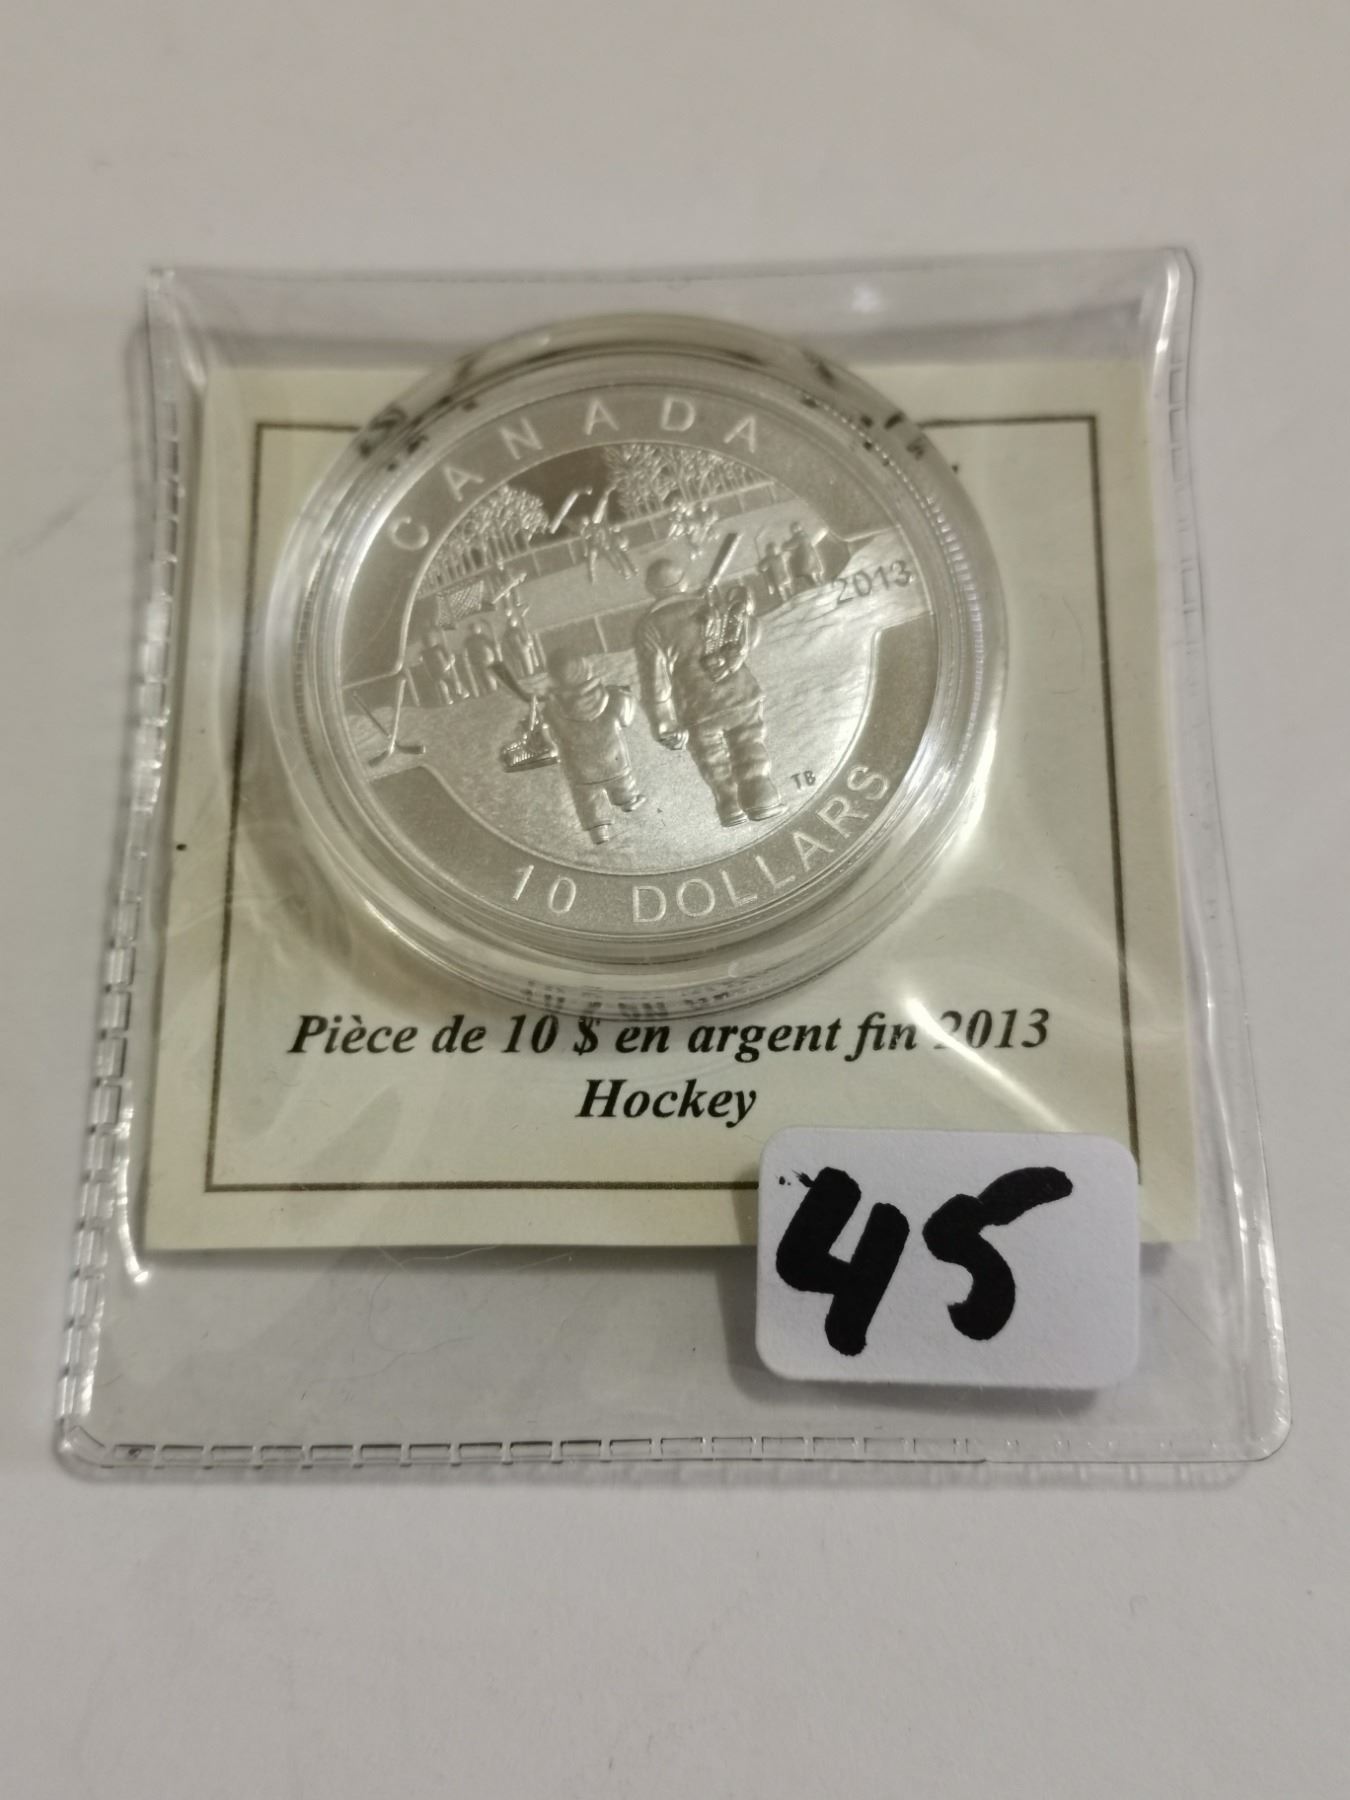 CANADA
2013
TB
10 DOLLARS
Pièce de 10 $ en argent fin 2013
Hockey
45